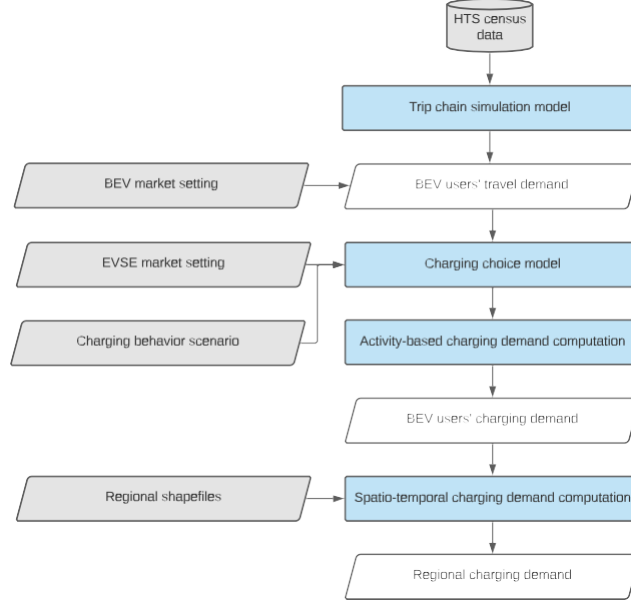 HTS census
data
Trip chain simulation model
BEV market setting
BEV users' travel demand
EVSE market setting
Charging choice model
Charging behavior scenario
Activity-based charging demand computation
BEV users' charging demand
Regional shapefiles
Spatio-temporal charging demand computation
Regional charging demand